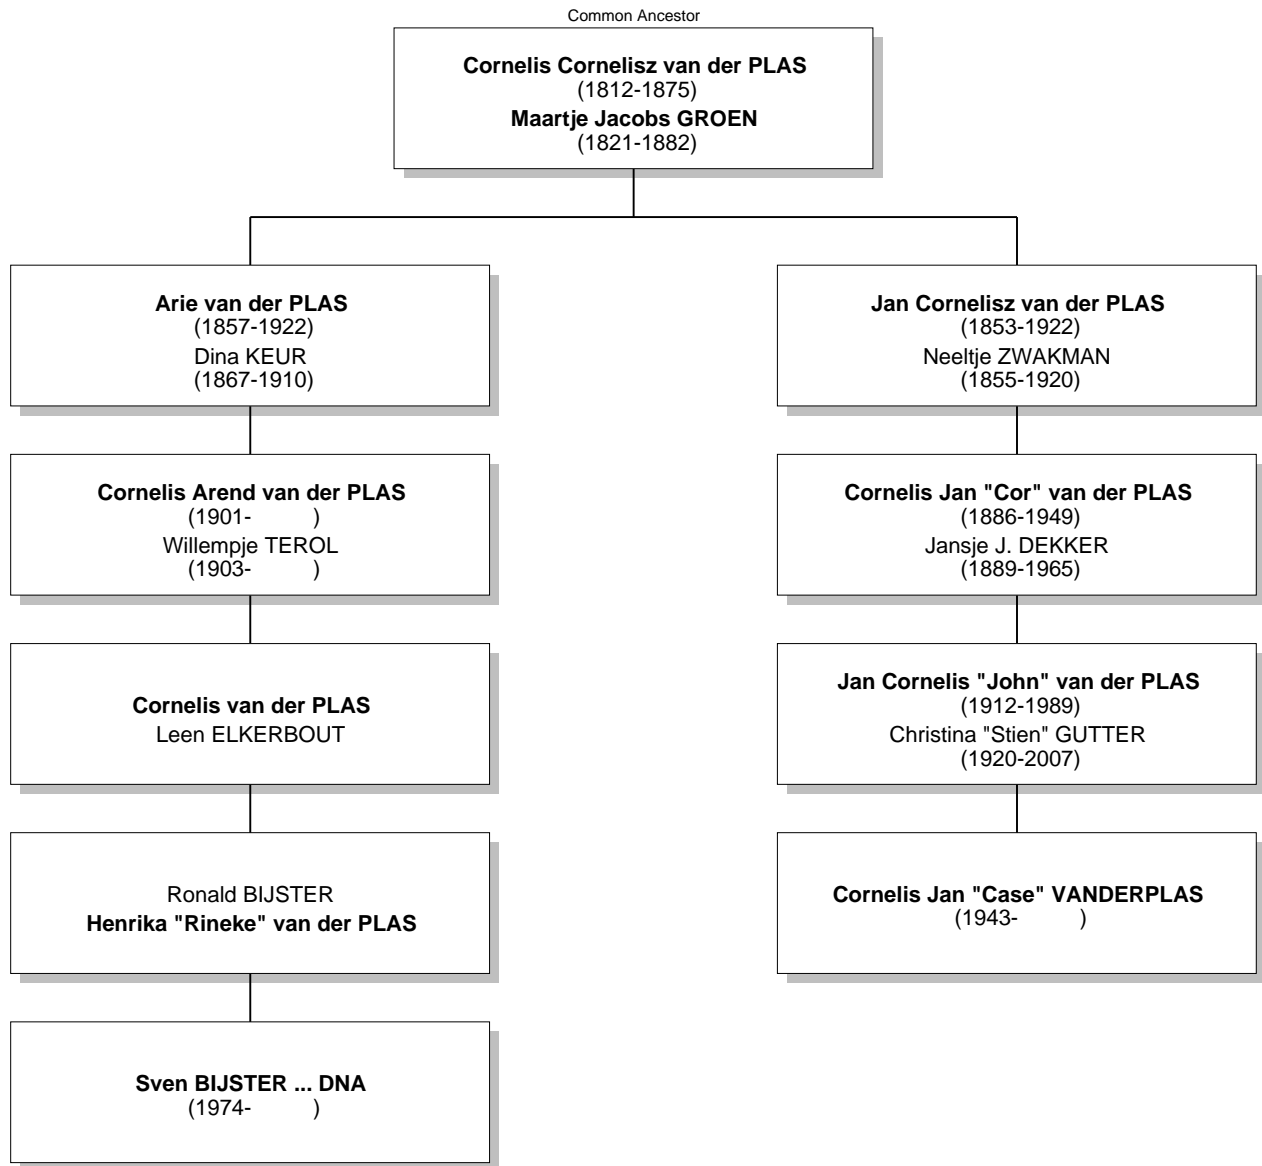 Common Ancestor
Cornelis Cornelisz van der PLAS
(1812-1875)
Maartje Jacobs GROEN
(1821-1882)
Arie van der PLAS
(1857-1922)
Dina KEUR
(1867-1910)
Jan Cornelisz van der PLAS
(1853-1922)
Neeltje ZWAKMAN
(1855-1920)
Cornelis Arend van der PLAS
(1901- )
Willempje TEROL
(1903- )
Cornelis Jan "Cor" van der PLAS
(1886-1949)
Jansje J. DEKKER
(1889-1965)
Cornelis van der PLAS
Leen ELKERBOUT
Jan Cornelis "John" van der PLAS
(1912-1989)
Christina "Stien" GUTTER
(1920-2007)
Ronald BIJSTER
Henrika "Rineke" van der PLAS
Cornelis Jan "Case" VANDERPLAS
(1943- )
Sven BIJSTER ... DNA
(1974- )